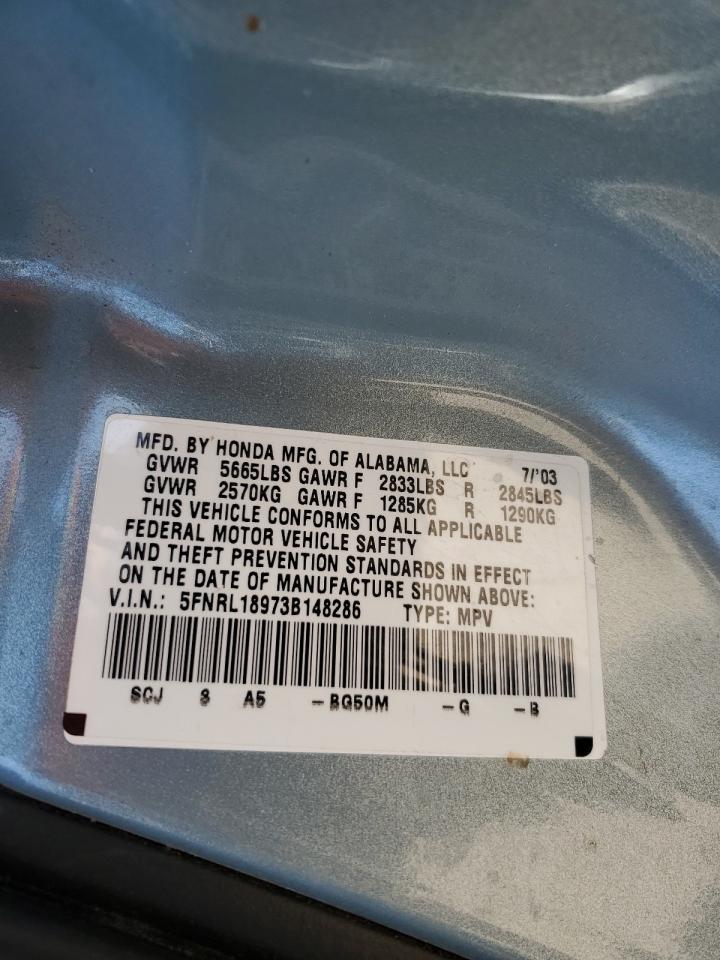 MFD. BY HONDA MFG. OF ALABAMA, LLC 7/'03
GVWR 5665LBS GAWR F 2833LBS R 2845LBS
GVWR 2570KG GAWR F 1285KG R 1290KG
THIS VEHICLE CONFORMS TO ALL APPLICABLE
FEDERAL MOTOR VEHICLE SAFETY
AND THEFT PREVENTION STANDARDS IN EFFECT
ON THE DATE OF MANUFACTURE SHOWN ABOVE:
V.I.N.: 5FNRL18973B148286 TYPE: MPV
SCJ 3 A5 -BG50M -G -B